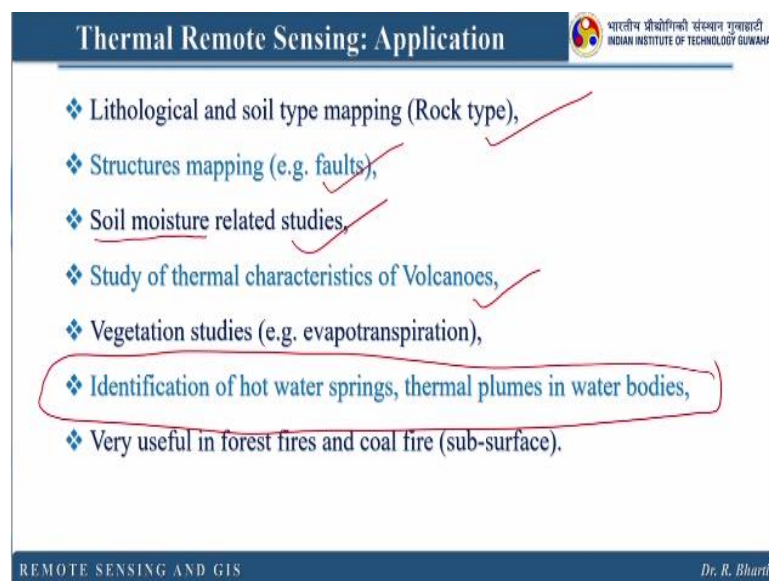 Thermal Remote Sensing: Application
भारतीय प्रौद्योगिकी संस्थान गुवाहाटी
INDIAN INSTITUTE OF TECHNOLOGY GUWAHA
❖ Lithological and soil type mapping (Rock type),
❖ Structures mapping (e.g. faults),
❖ Soil moisture related studies,
❖ Study of thermal characteristics of Volcanoes,
❖ Vegetation studies (e.g. evapotranspiration),
❖ Identification of hot water springs, thermal plumes in water bodies,
❖ Very useful in forest fires and coal fire (sub-surface).
REMOTE SENSING AND GIS
Dr. R. Bharti